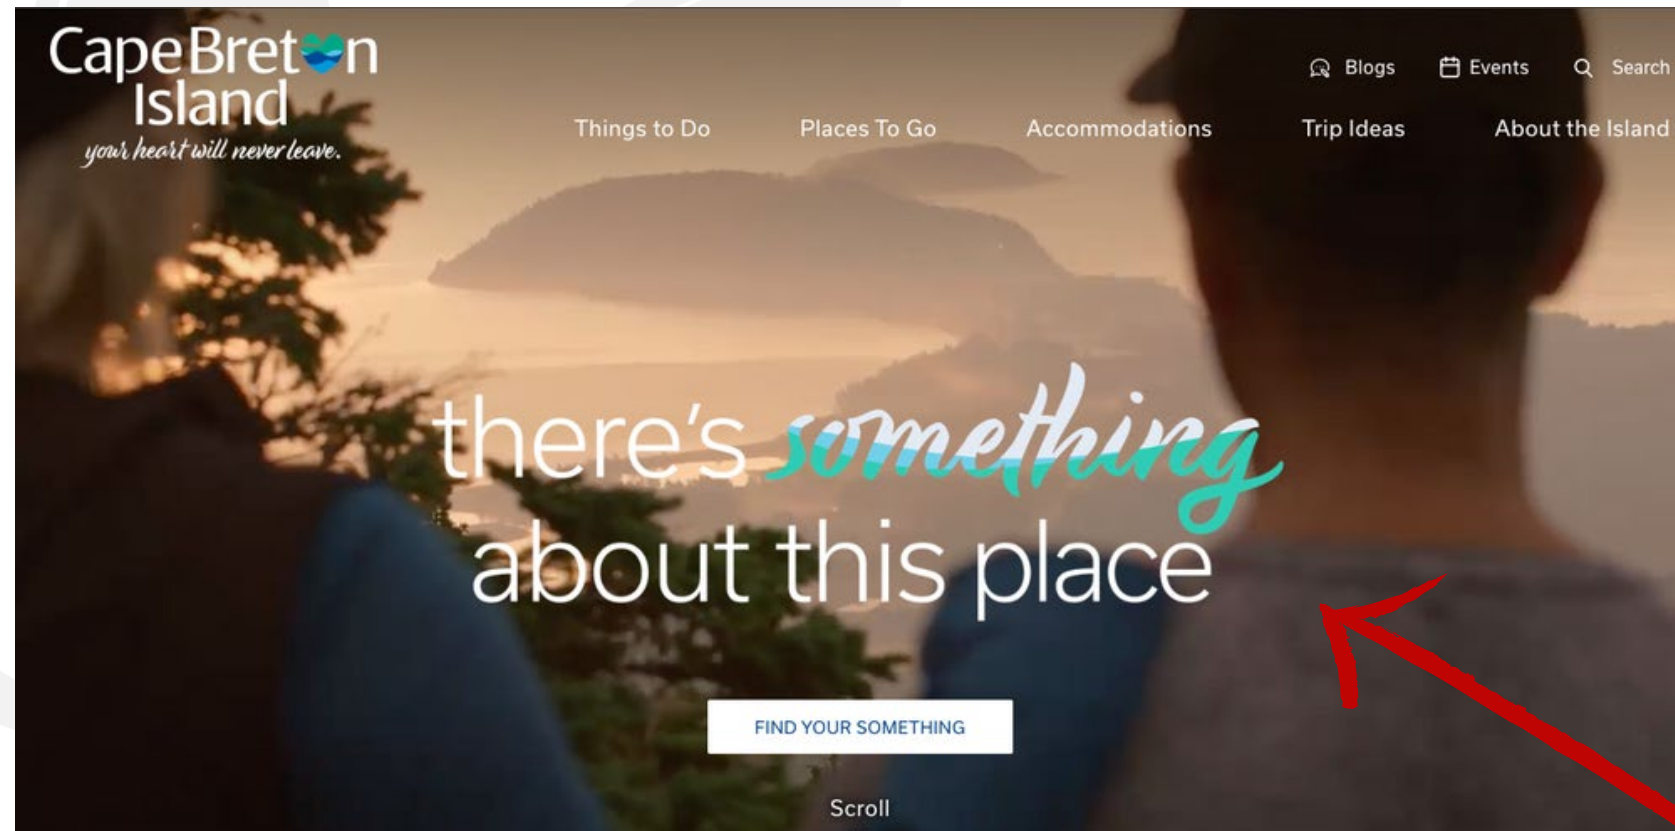 CapeBreton
Island
your heart will never leave.
Blogs Events Search
Things to Do Places To Go Accommodations Trip Ideas About the Island
there's something
about this place
FIND YOUR SOMETHING
Scroll